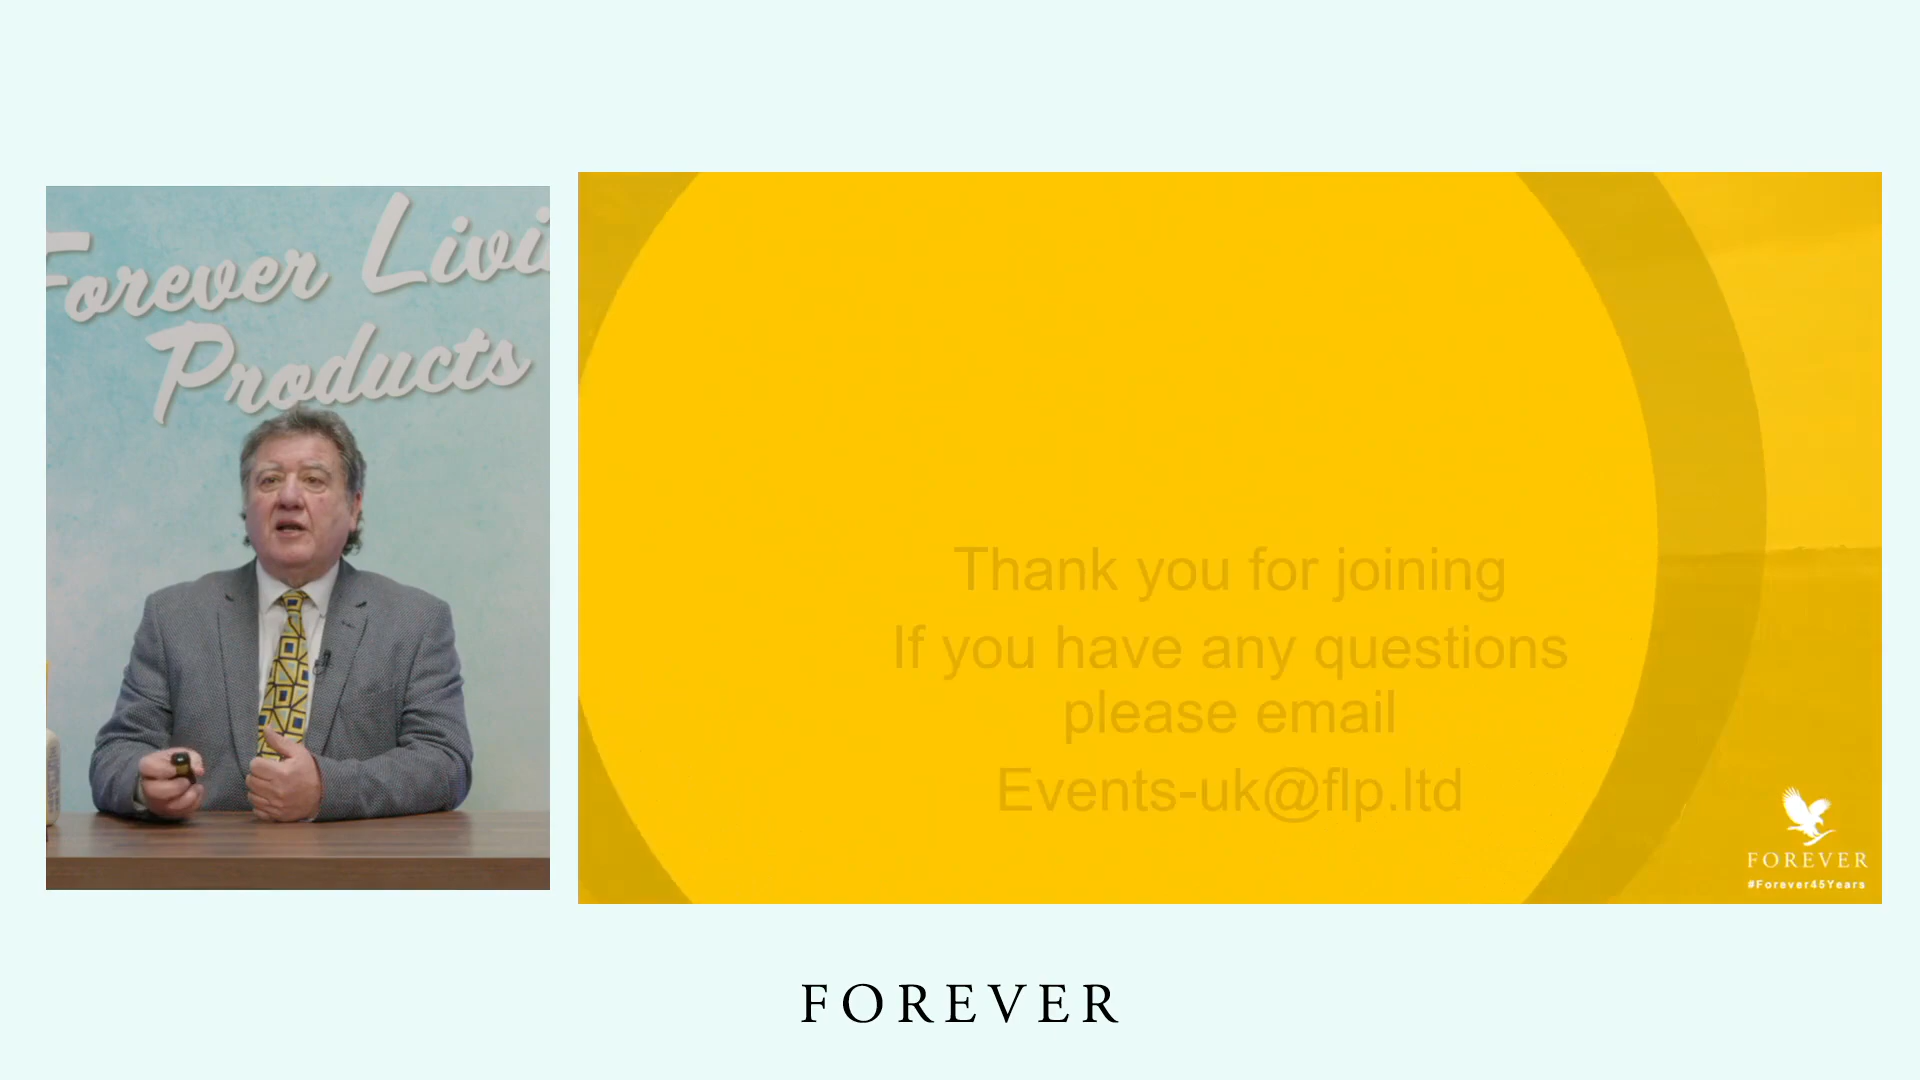 Forever Livi
Products
Thank you for joining
If you have any questions
please email
Events-uk@flp.ltd
FOREVER
#Forever45Years
FOREVER